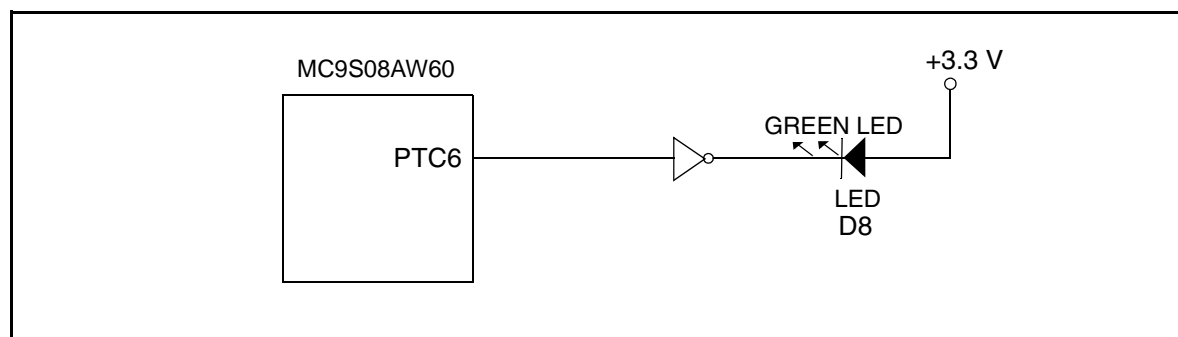 MC9S08AW60
+3.3 V
GREEN LED
PTC6
LED
D8